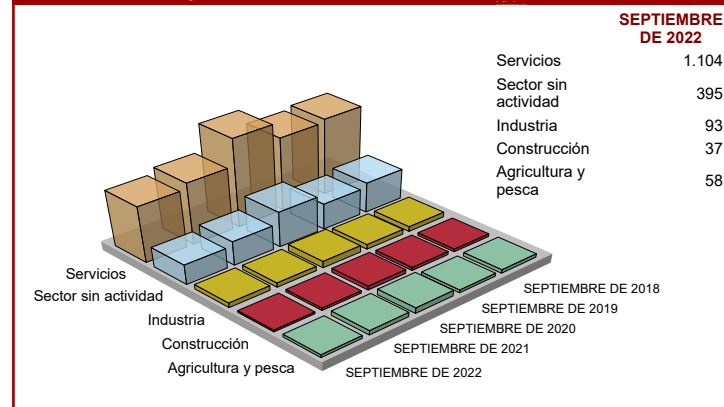 SEPTIEMBRE
DE 2022
Servicios 1.104
Sector sin
actividad 395
Industria 93
Construcción 37
Agricultura y
pesca 58
Servicios
Sector sin actividad
Industria
Construcción
Agricultura y pesca
SEPTIEMBRE DE 2018
SEPTIEMBRE DE 2019
SEPTIEMBRE DE 2020
SEPTIEMBRE DE 2021
SEPTIEMBRE DE 2022